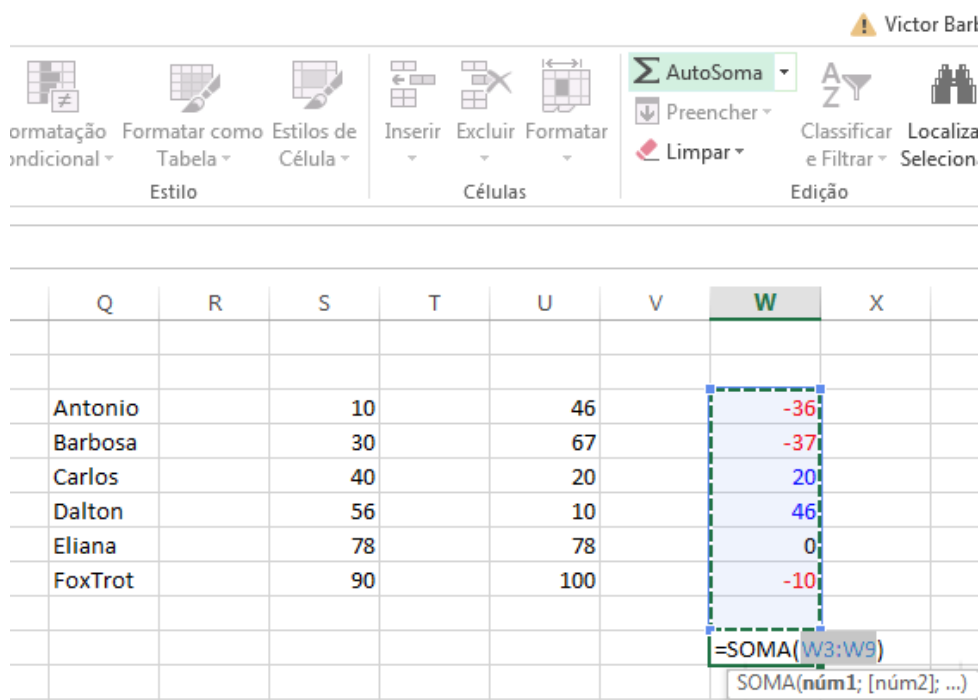 Victor Barb
AutoSoma
Preencher
Limpar
ormatação Formatar como Estilos de Inserir Excluir Formatar Classificar Localiza
ondicional Tabela Célula e Filtrar Selecion
Estilo Células Edição
Q R S T U V W X
Antonio 10 46 -36
Barbosa 30 67 -37
Carlos 40 20 20
Dalton 56 10 46
Eliana 78 78 0
FoxTrot 90 100 -10
=SOMA(W3:W9)
SOMA(núm1; [núm2]; ...)